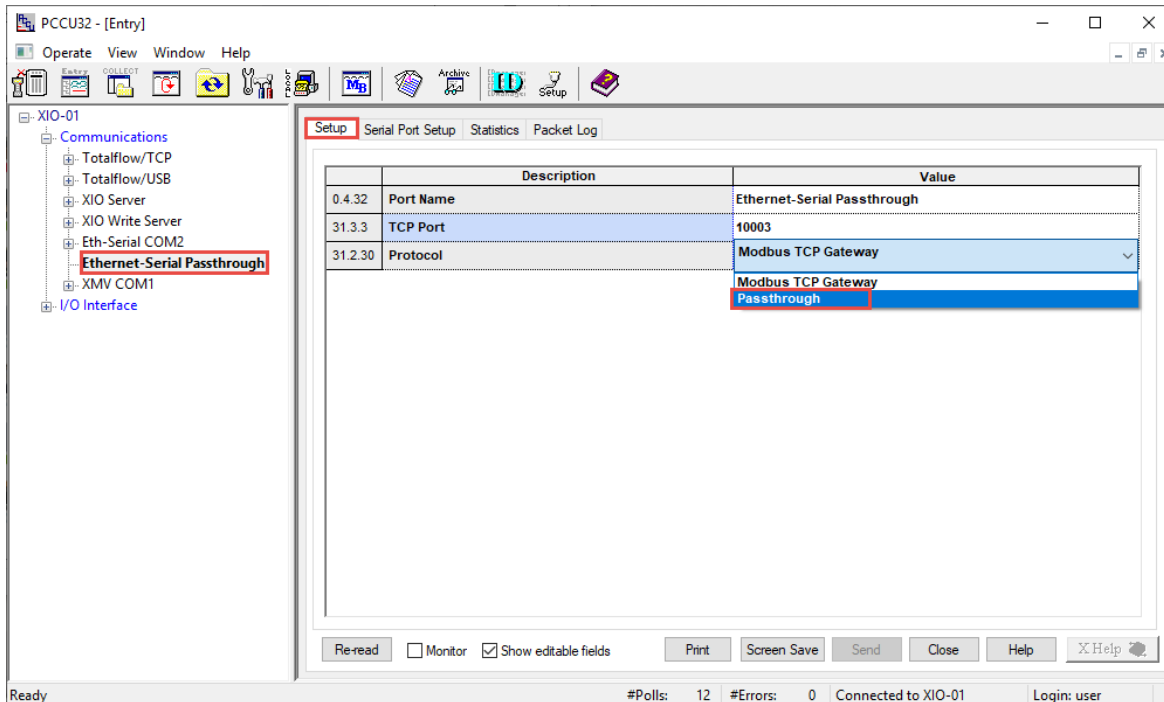 PCCU32 - [Entry]
Operate View Window Help
Entry
COLLECT
MB
Archive
ID
Setup
XIO-01
Communications
Totalflow/TCP
Totalflow/USB
XIO Server
XIO Write Server
Eth-Serial COM2
Ethernet-Serial Passthrough
XMV COM1
I/O Interface
Setup Serial Port Setup Statistics Packet Log
Description Value
0.4.32 Port Name Ethernet-Serial Passthrough
31.3.3 TCP Port 10003
31.2.30 Protocol Modbus TCP Gateway
Modbus TCP Gateway
Passthrough
Re-read Monitor Show editable fields Print Screen Save Send Close Help X Help
Ready #Polls: 12 #Errors: 0 Connected to XIO-01 Login: user